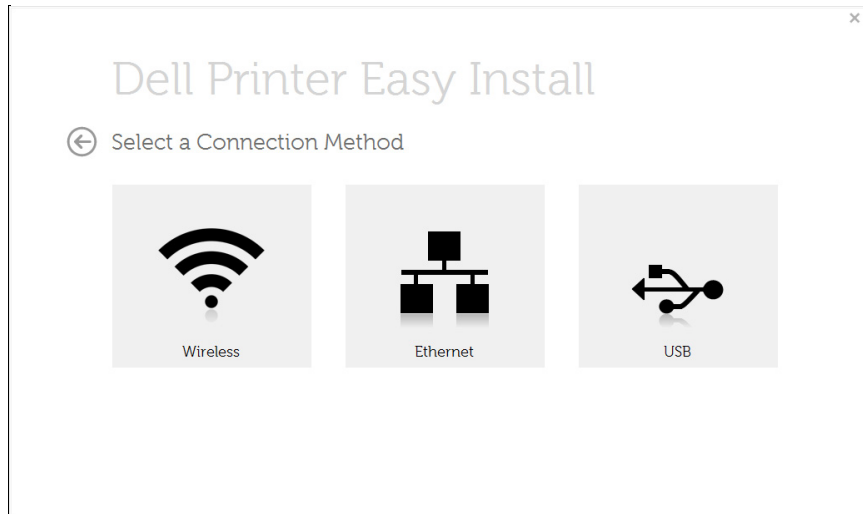 Dell Printer Easy Install
Select a Connection Method
Wireless
Ethernet
USB